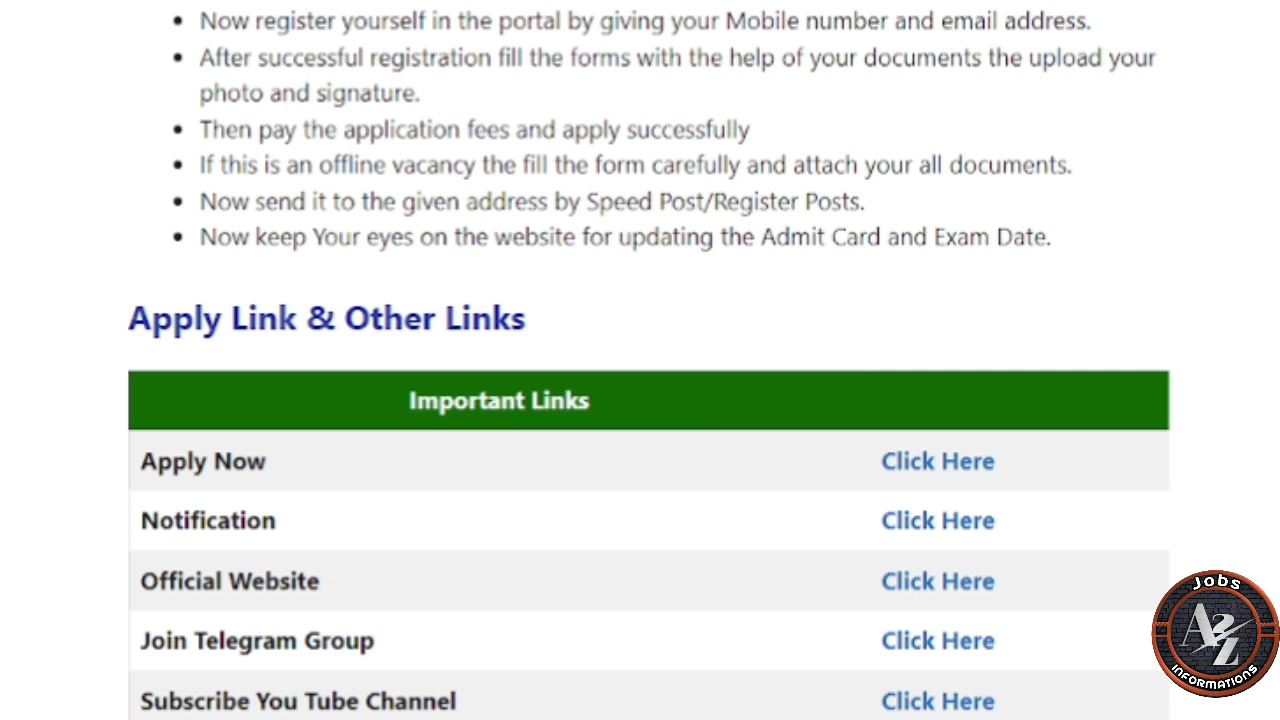 Now register yourself in the portal by giving your Mobile number and email address.
After successful registration fill the forms with the help of your documents the upload your
photo and signature.
Then pay the application fees and apply successfully
If this is an offline vacancy the fill the form carefully and attach your all documents.
Now send it to the given address by Speed Post/Register Posts.
Now keep Your eyes on the website for updating the Admit Card and Exam Date.
Apply Link & Other Links
Important Links
Apply Now Click Here
Notification Click Here
Official Website Click Here
Join Telegram Group Click Here
Subscribe You Tube Channel Click Here
Jobs
A2Z
INFORMATIONS